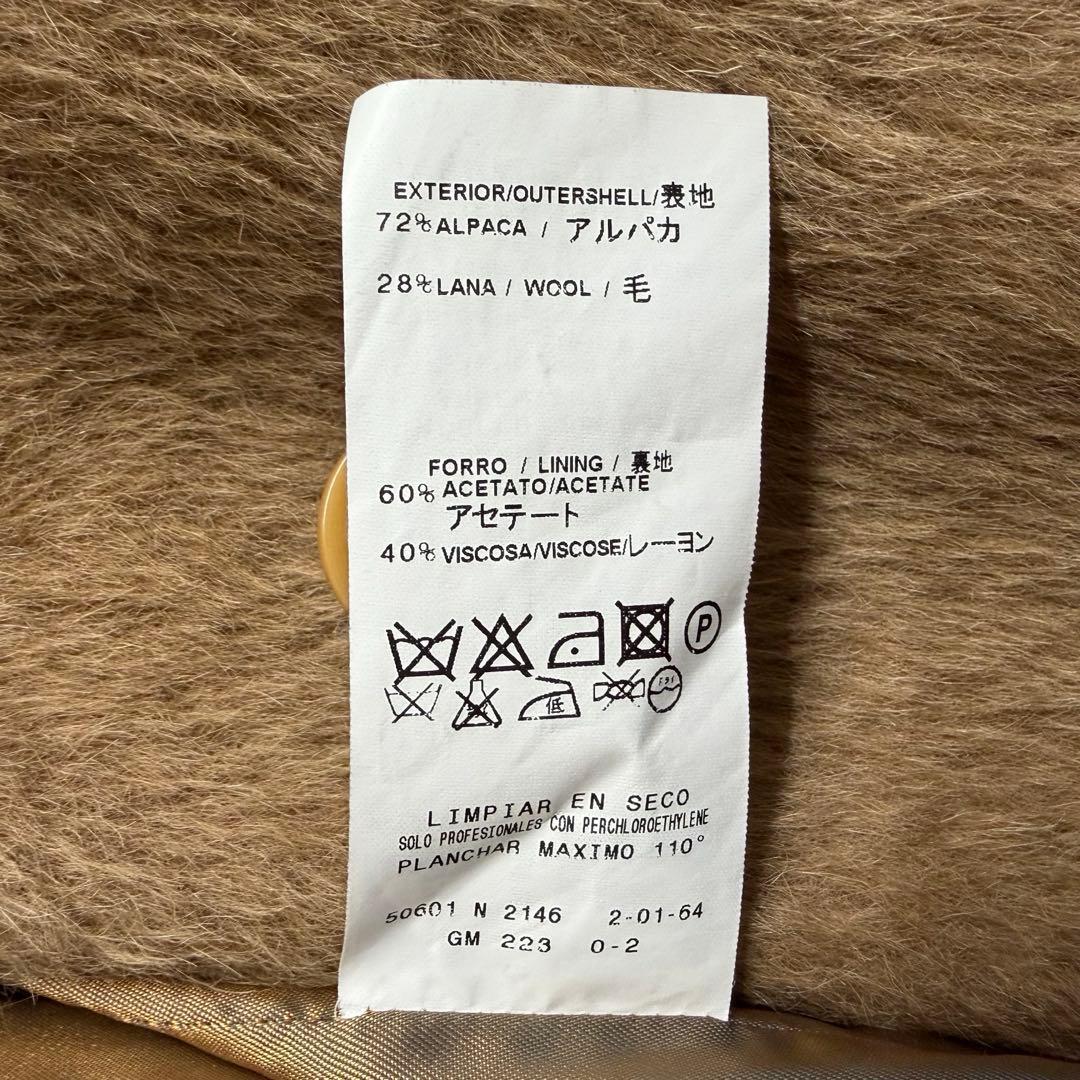 EXTERIOR/OUTERSHELL/表地
72%ALPACA / アルパカ
28%LANA / WOOL / 毛
FORRO / LINING / 裏地
60% ACETATO/ACETATE
アセテート
40% VISCOSA/VISCOSE/レーヨン
P
低
LIMPIAR EN SECO
SOLO PROFESIONALES CON PERCHLOROETHYLENE
PLANCHAR MAXIMO 110°
50601 N 2146 2-01-64
GM 223 0-2